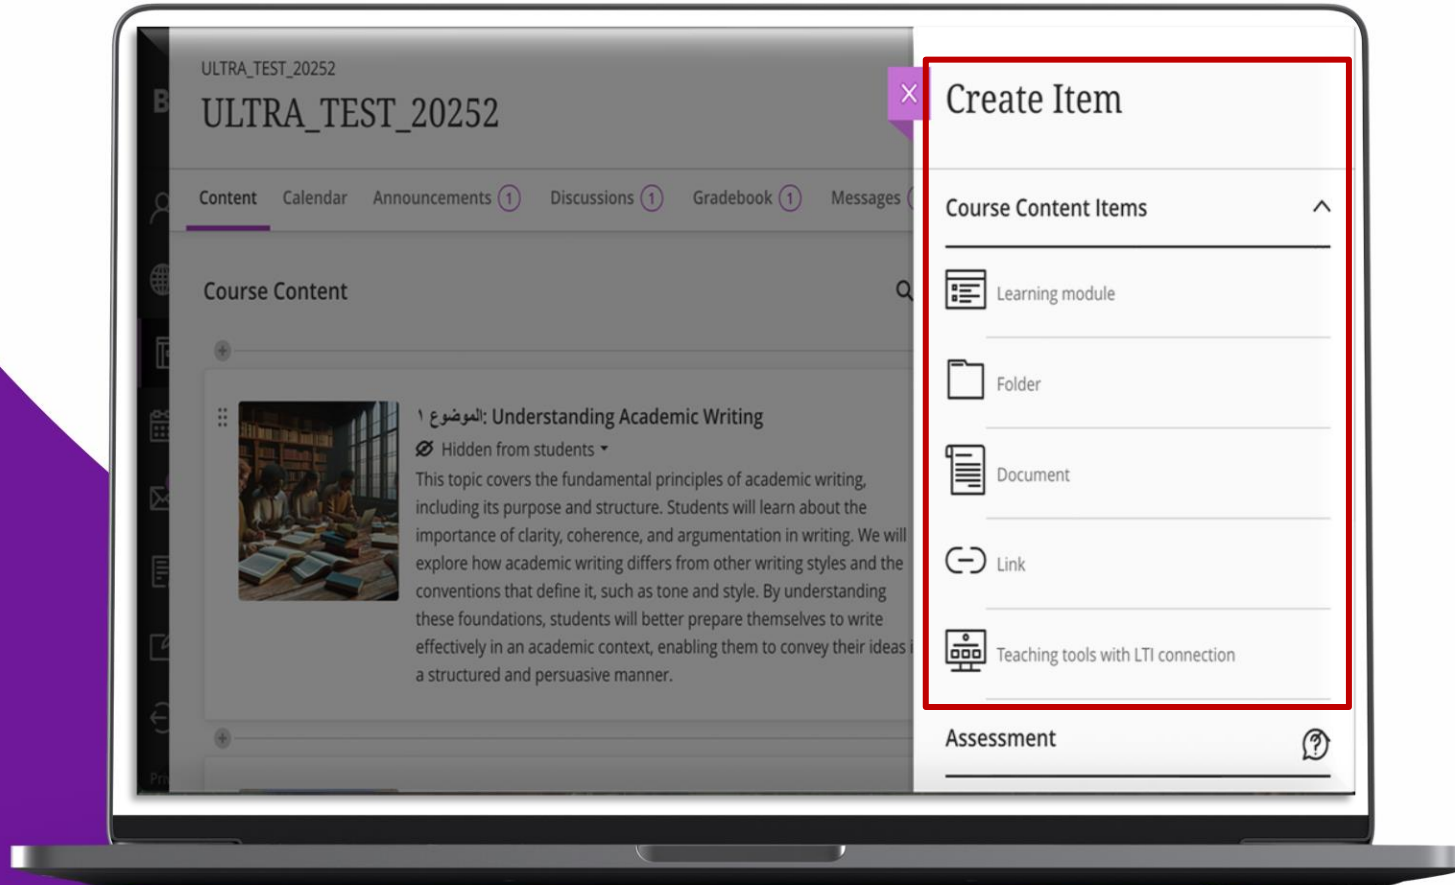 ULTRA_TEST_20252
ULTRA_TEST_20252
Content Calendar Announcements 1 Discussions 1 Gradebook 1 Messages
Course Content
الموضوع ١: Understanding Academic Writing
Hidden from students
This topic covers the fundamental principles of academic writing,
including its purpose and structure. Students will learn about the
importance of clarity, coherence, and argumentation in writing. We will
explore how academic writing differs from other writing styles and the
conventions that define it, such as tone and style. By understanding
these foundations, students will better prepare themselves to write
effectively in an academic context, enabling them to convey their ideas
a structured and persuasive manner.
Create Item
Course Content Items
Learning module
Folder
Document
Link
Teaching tools with LTI connection
Assessment